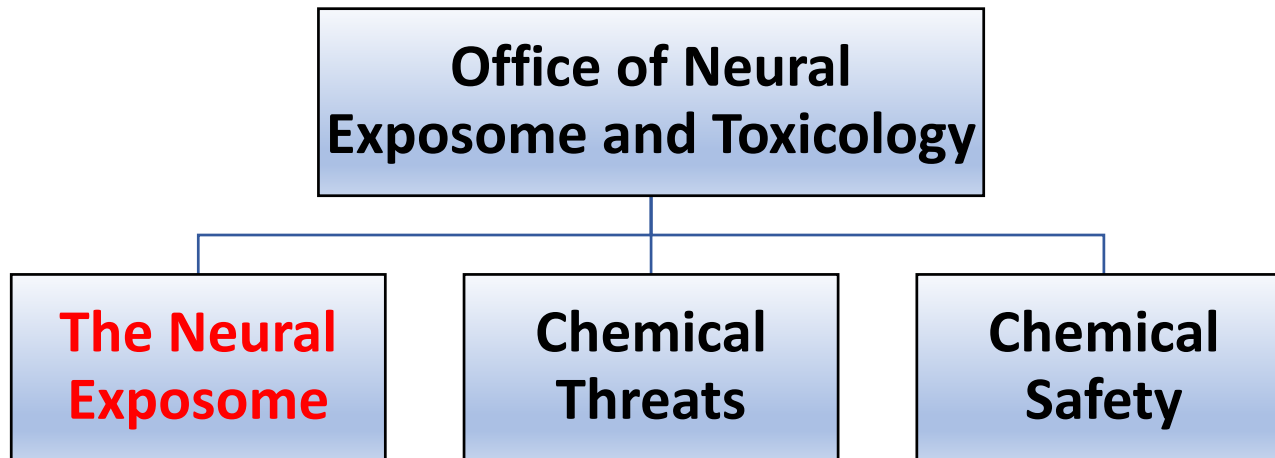 Office of Neural
Exposome and Toxicology
The Neural
Exposome
Chemical
Threats
Chemical
Safety